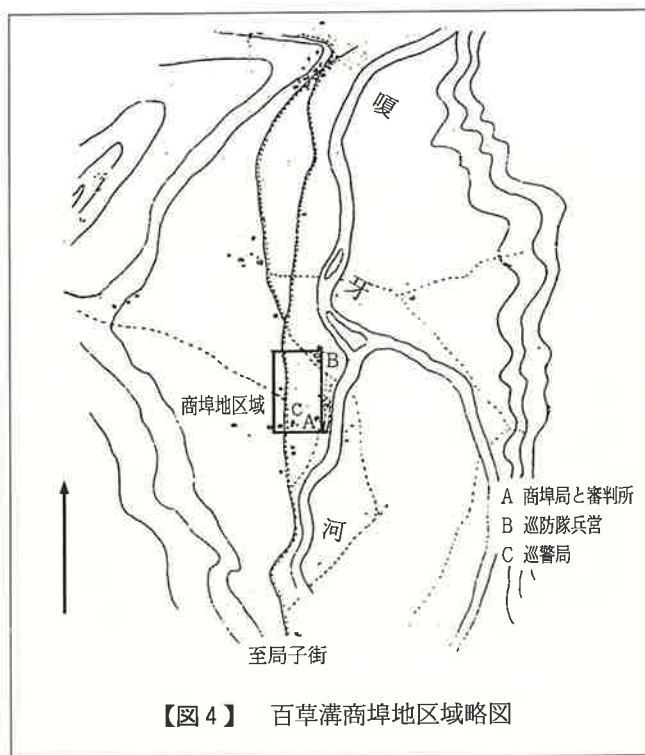 嗄
牙
B
商埠地区域
C
A
河
A 商埠局と審判所
B 巡防隊兵営
C 巡警局
至局子街
【図4】 百草溝商埠地区域略図